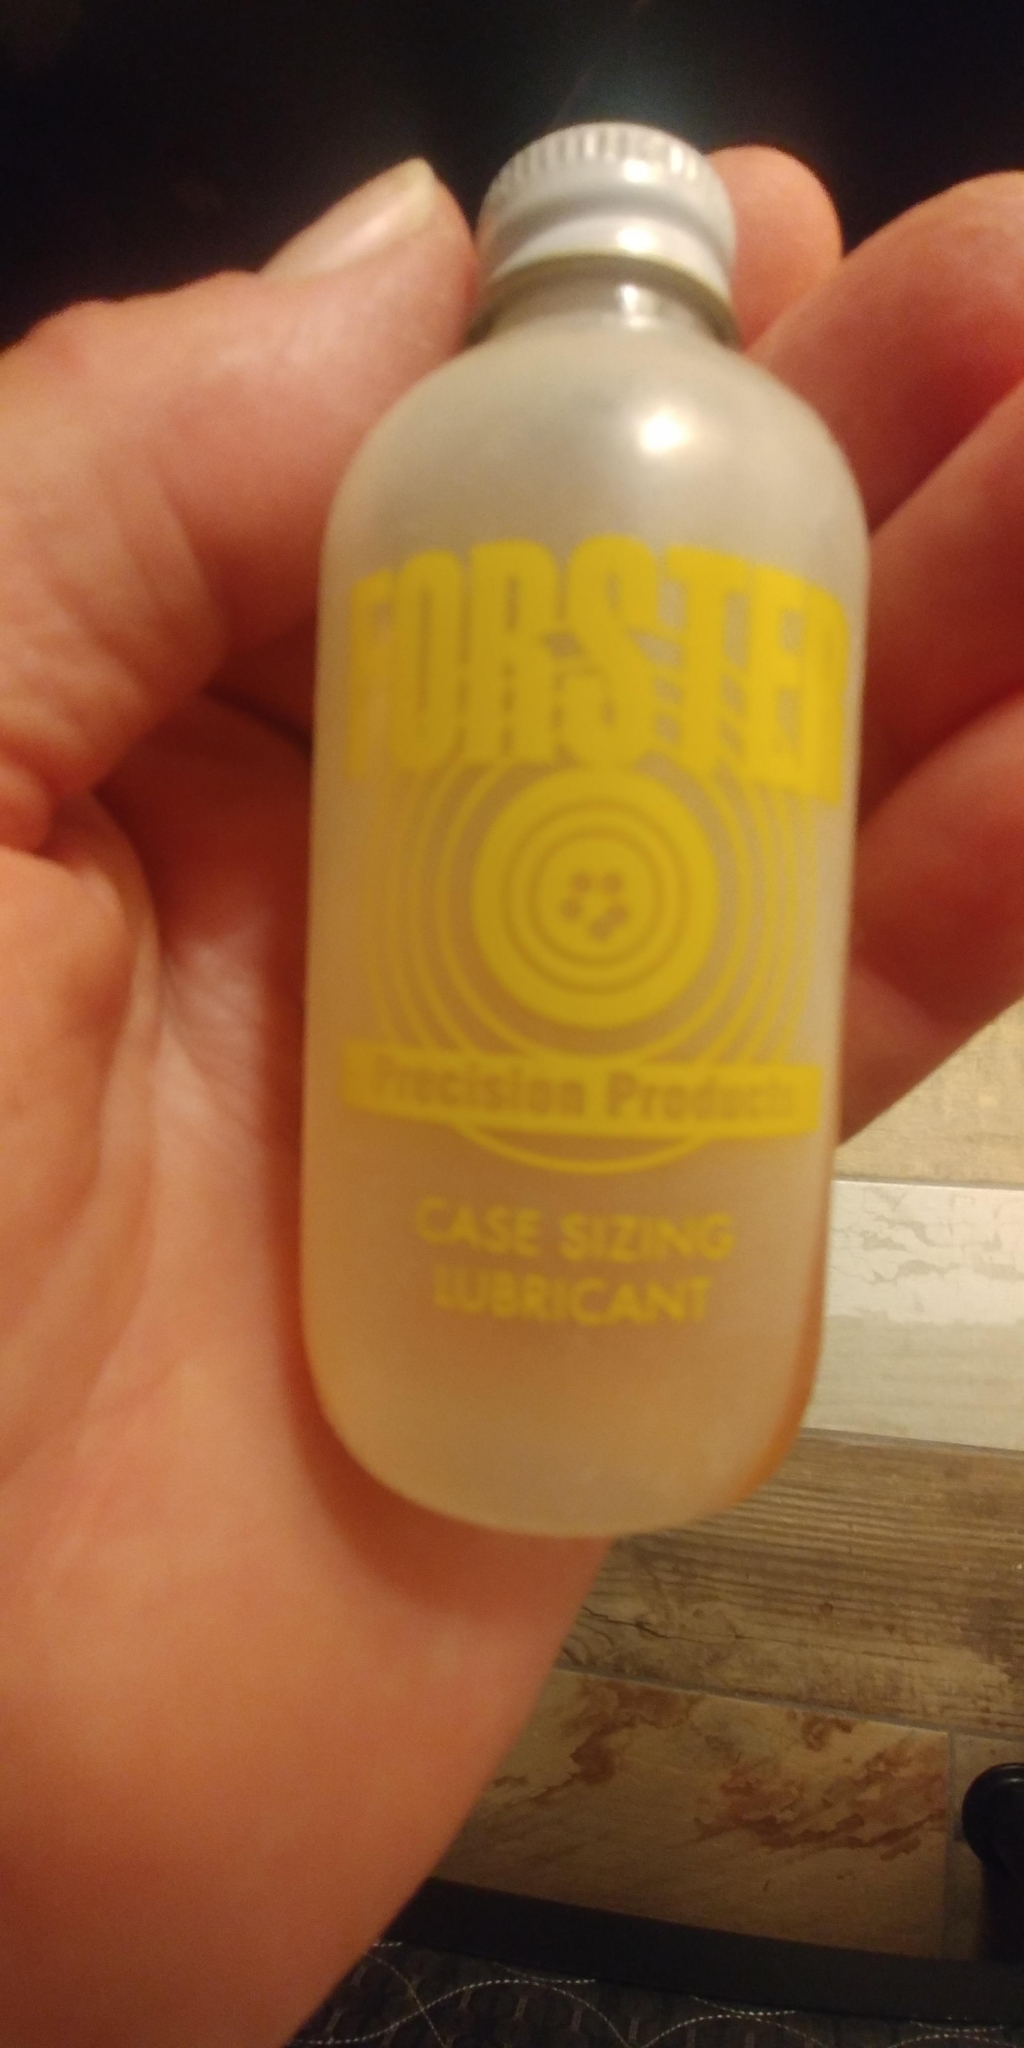 FORSTER
Precision Products
CASE SIZING
LUBRICANT